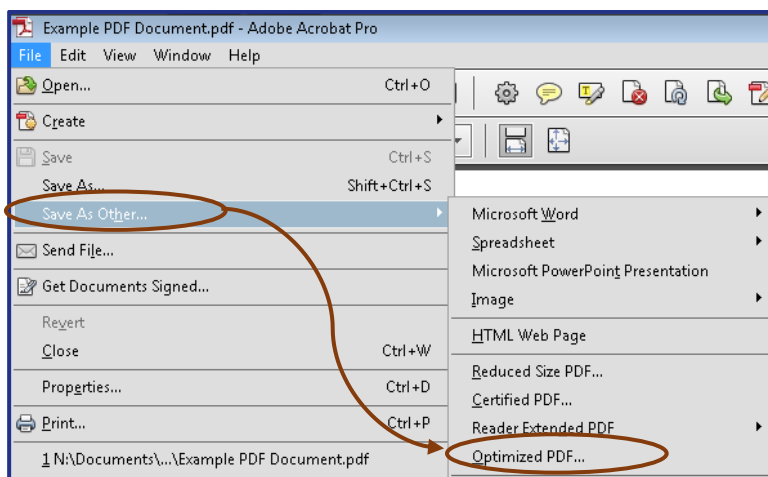 Example PDF Document.pdf - Adobe Acrobat Pro
File Edit View Window Help
Open... Ctrl+O
Create
Save Ctrl+S
Save As... Shift+Ctrl+S
Save As Other...
Send File...
Get Documents Signed...
Revert
Close Ctrl+W
Properties... Ctrl+D
Print... Ctrl+P
1 N:\Documents\...\Example PDF Document.pdf
Microsoft Word
Spreadsheet
Microsoft PowerPoint Presentation
Image
HTML Web Page
Reduced Size PDF...
Certified PDF...
Reader Extended PDF
Optimized PDF...